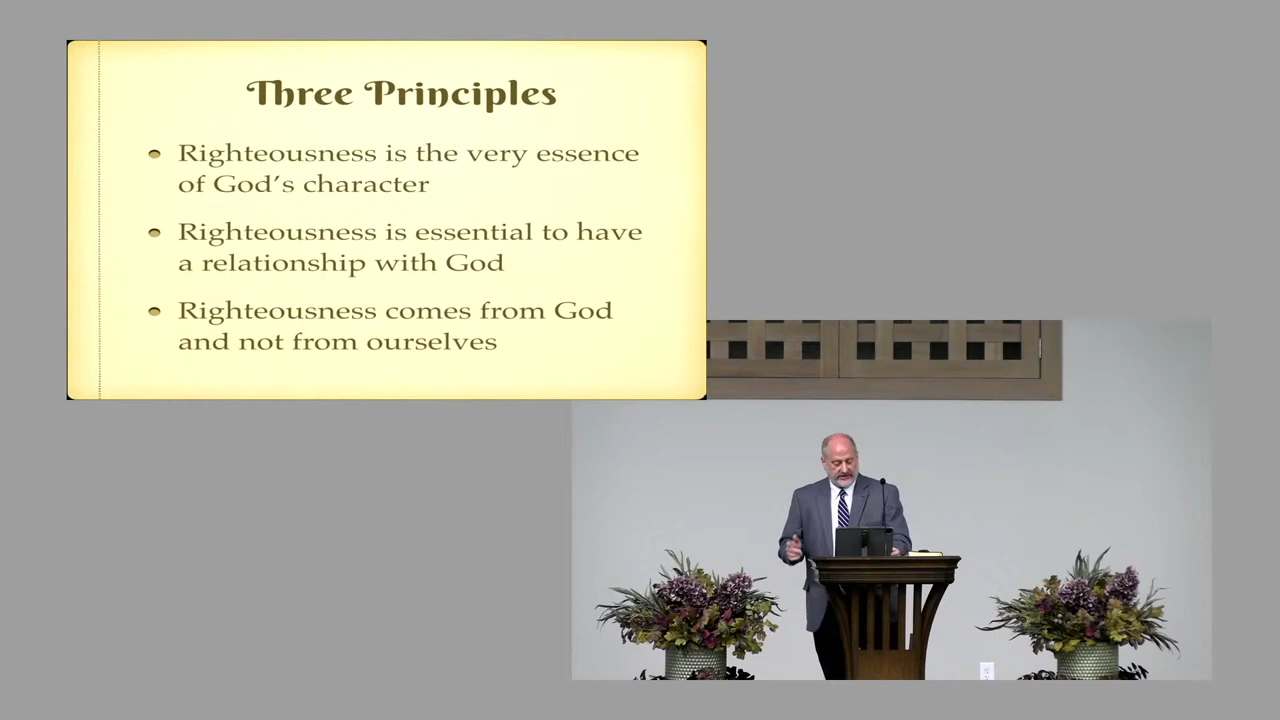 Three Principles
Righteousness is the very essence
of God's character
Righteousness is essential to have
a relationship with God
Righteousness comes from God
and not from ourselves